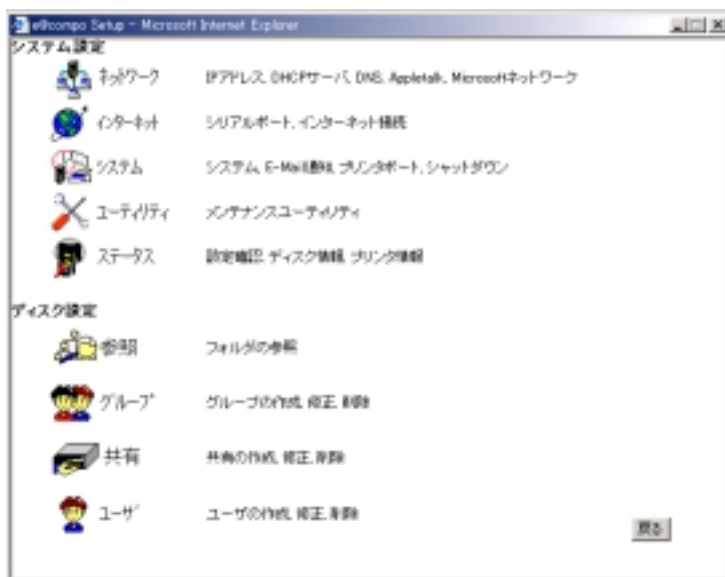 e@compo Setup - Microsoft Internet Explorer
システム設定
ネットワーク IPアドレス, DHCPサーバ, DNS, Appletalk, Microsoftネットワーク
インターネット シリアルポート, インターネット接続
システム システム, E-Mail通知, プリンタポート, シャットダウン
ユーティリティ メンテナンスユーティリティ
ステータス 設定確認, ディスク情報, プリンタ情報
ディスク設定
参照 フォルダの参照
グループ グループの作成, 修正, 削除
共有 共有の作成, 修正, 削除
ユーザ ユーザの作成, 修正, 削除
戻る